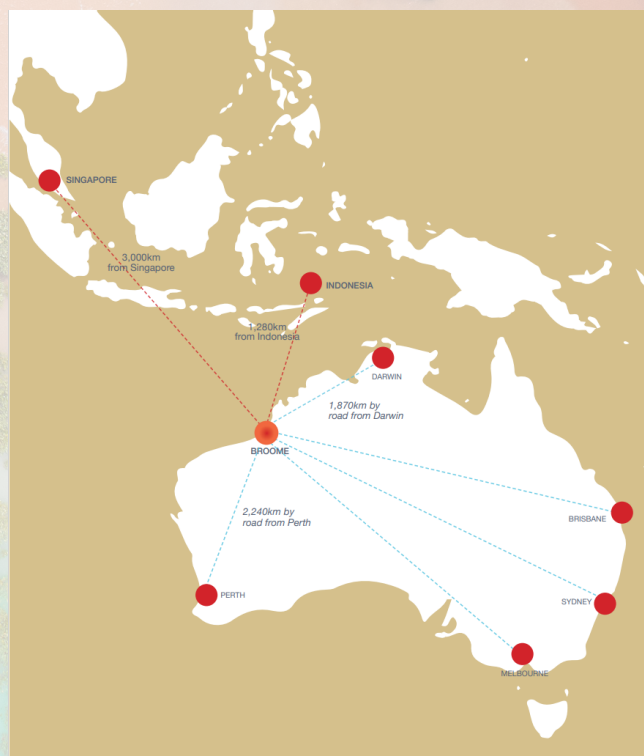 SINGAPORE
3,000km
from Singapore
INDONESIA
1,280km
from Indonesia
DARWIN
1,870km by
road from Darwin
BROOME
2,240km by
road from Perth
BRISBANE
PERTH
SYDNEY
MELBOURNE